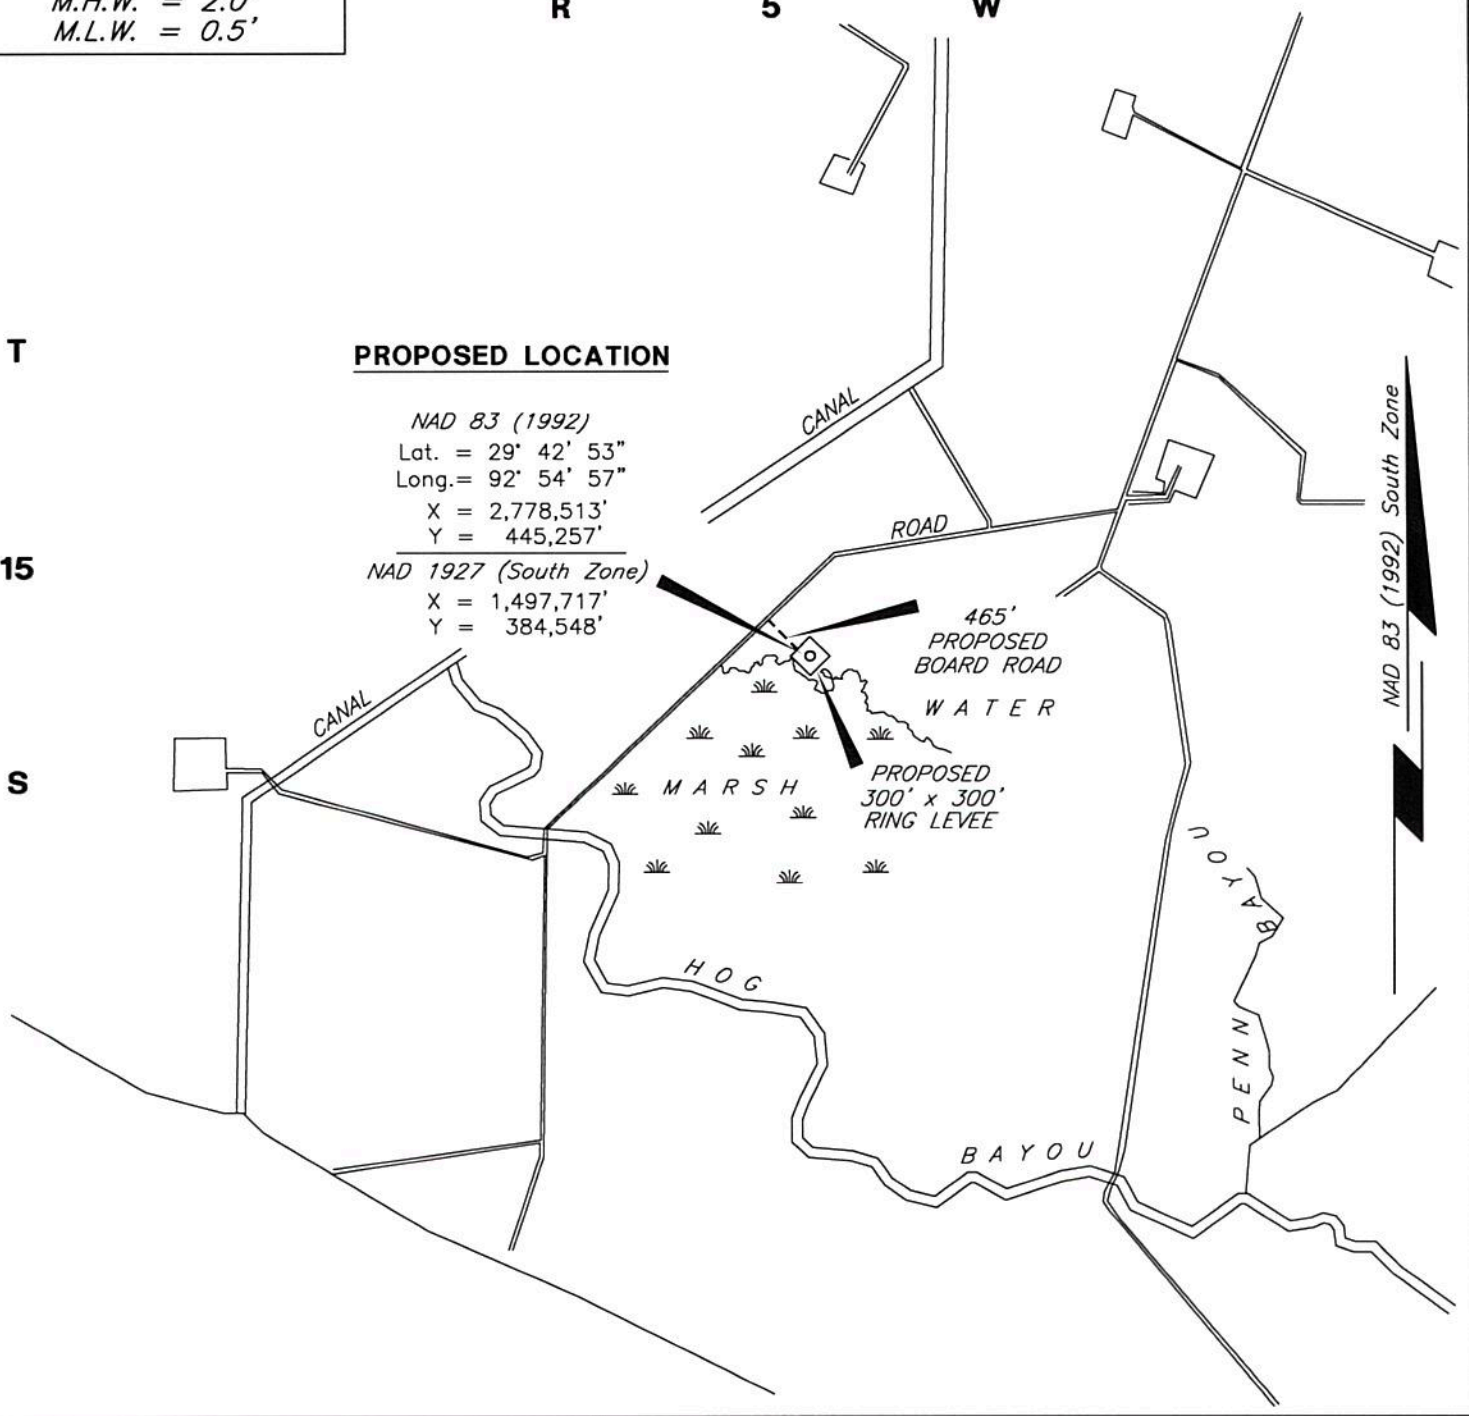 M.H.W. = 2.0'
M.L.W. = 0.5'
R 5 W
T
15
S
PROPOSED LOCATION
NAD 83 (1992)
Lat. = 29° 42' 53"
Long.= 92° 54' 57"
X = 2,778,513'
Y = 445,257'
NAD 1927 (South Zone)
X = 1,497,717'
Y = 384,548'
CANAL
ROAD
465'
PROPOSED
BOARD ROAD
WATER
CANAL
MARSH
PROPOSED
300' x 300'
RING LEVEE
HOG
BAYOU
PENN BAYOU
NAD 83 (1992) South Zone